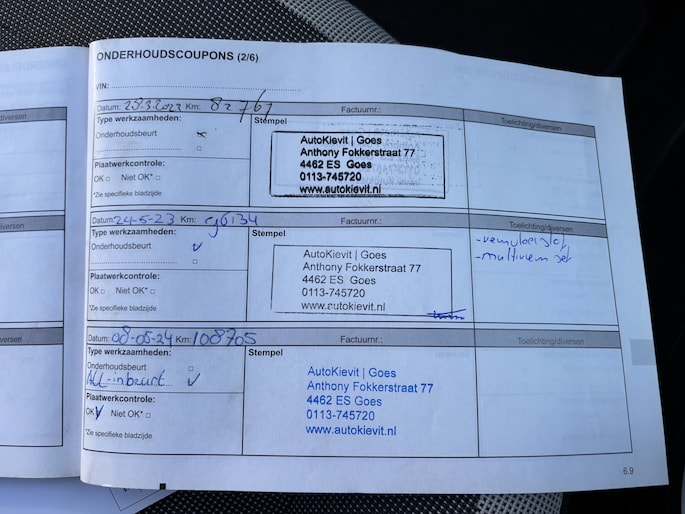 ONDERHOUDSCOUPONS (2/6)
VIN:
Datum: 29.3.2022 Km: 82761 Factuurnr.: Toelichting/diversen
Type werkzaamheden: Stempel
Onderhoudsbeurt x
Plaatwerkcontrole:
OK □ Niet OK* □
*Zie specifieke bladzijde
AutoKievit | Goes
Anthony Fokkerstraat 77
4462 ES Goes
0113-745720
www.autokievit.nl
Datum: 24-5-23 Km: Factuurnr.: Toelichting/diversen
Type werkzaamheden: Stempel
Onderhoudsbeurt ✓
Plaatwerkcontrole:
OK □ Niet OK* □
*Zie specifieke bladzijde
AutoKievit | Goes
Anthony Fokkerstraat 77
4462 ES Goes
0113-745720
www.autokievit.nl
-remvloeistof
-multiriem set
Datum: 08-05-24 Km: 108705 Factuurnr.: Toelichting/diversen
Type werkzaamheden: Stempel
Onderhoudsbeurt □
ALL-inbeurt ✓
Plaatwerkcontrole:
OK ✓ Niet OK* □
*Zie specifieke bladzijde
AutoKievit | Goes
Anthony Fokkerstraat 77
4462 ES Goes
0113-745720
www.autokievit.nl
6.9